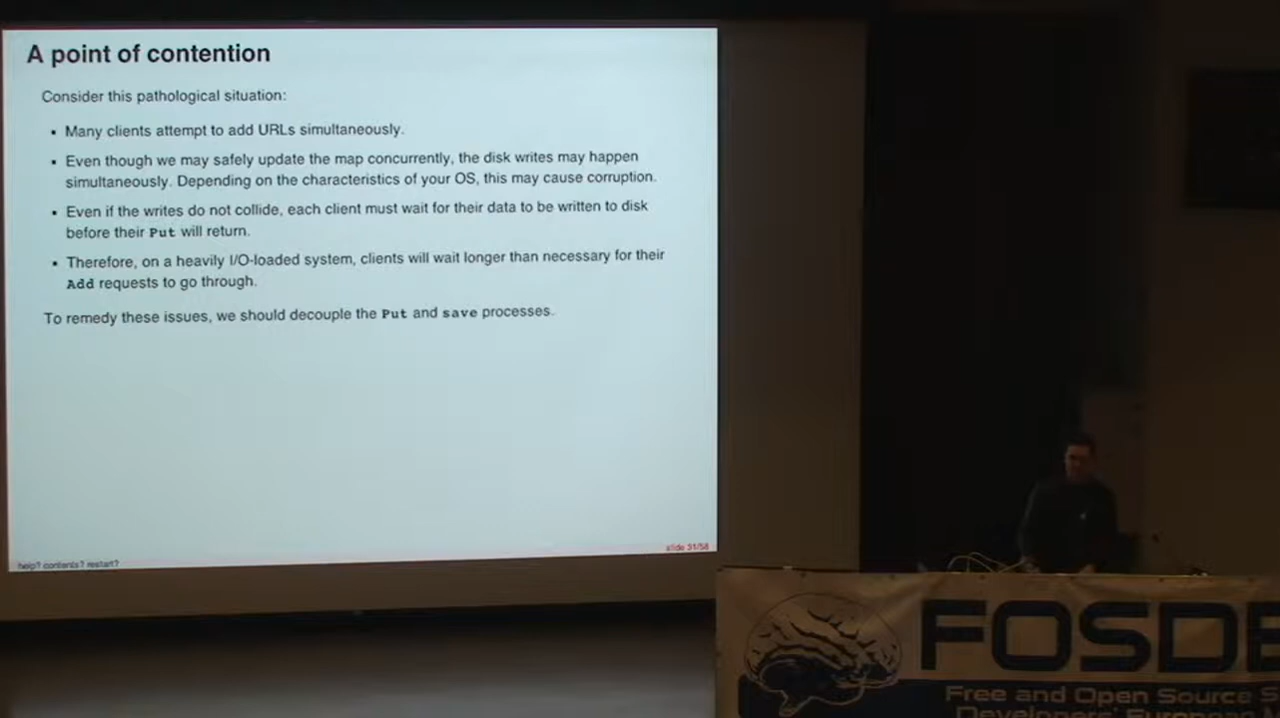 A point of contention
Consider this pathological situation:
▪ Many clients attempt to add URLs simultaneously.
▪ Even though we may safely update the map concurrently, the disk writes may happen
simultaneously. Depending on the characteristics of your OS, this may cause corruption.
▪ Even if the writes do not collide, each client must wait for their data to be written to disk
before their Put will return.
▪ Therefore, on a heavily I/O-loaded system, clients will wait longer than necessary for their
Add requests to go through.
To remedy these issues, we should decouple the Put and save processes.
help? contents? restart?
slide 31/58
FOSDE
Free and Open Source S
Developers' European M